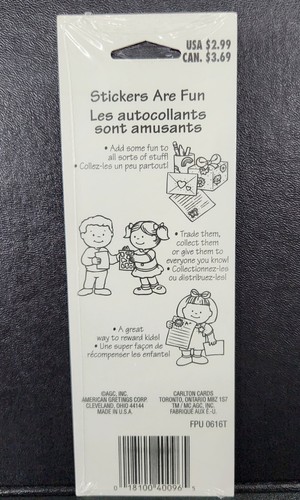 USA $2.99
CAN. $3.69
Stickers Are Fun
Les autocollants
sont amusants
• Add some fun to
all sorts of stuff!
• Collez-les un peu partout!
• Trade them,
collect them
or give them to
everyone you know!
• Collectionnez-les
ou distribuez-les!
• A great
way to reward kids!
• Une super façon de
récompenser les enfants!
©AGC, INC.
AMERICAN GREETINGS CORP.
CLEVELAND, OHIO 44144
MADE IN U.S.A.
CARLTON CARDS
TORONTO, ONTARIO M8Z 1S7
TM / MC AGC, INC.
FABRIQUÉ AUX É.-U.
FPU 0616T
0 18100 40096